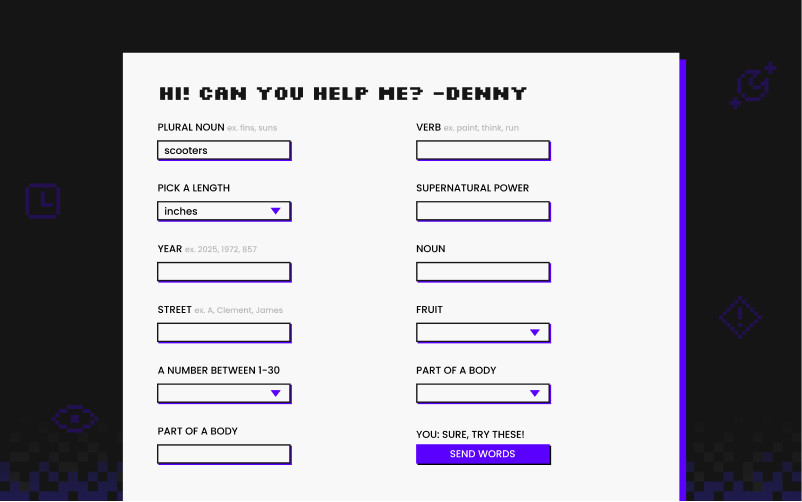 HI! CAN YOU HELP ME? -DENNY
PLURAL NOUN ex. fins, suns
scooters
PICK A LENGTH
inches
YEAR ex. 2025, 1972, 857
STREET ex. A, Clement, James
A NUMBER BETWEEN 1-30
PART OF A BODY
VERB ex. paint, think, run
SUPERNATURAL POWER
NOUN
FRUIT
PART OF A BODY
YOU: SURE, TRY THESE!
SEND WORDS